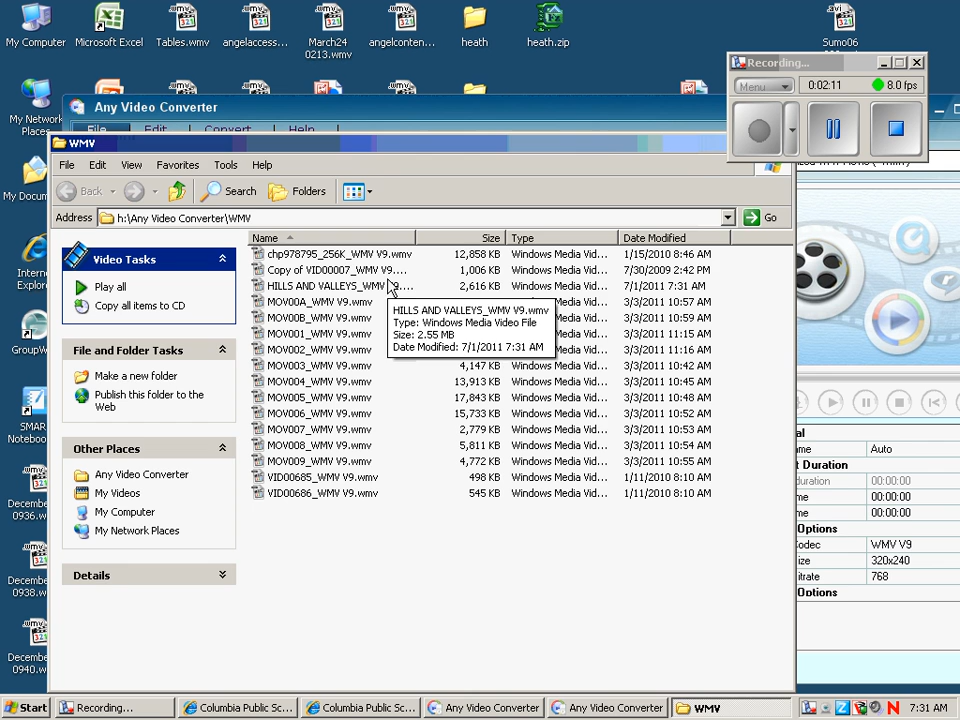 My Computer
Microsoft Excel
Tables.wmv
angelaccess...
March24
0213.wmv
angelconten...
heath
heath.zip
Sumo06
Recording...
Menu
0:02:11
8.0 fps
My Network
Places
Any Video Converter
File Edit Convert Help
WMV
File Edit View Favorites Tools Help
Back Search Folders
Address h:\Any Video Converter\WMV Go
Name Size Type Date Modified
Video Tasks
Play all
Copy all items to CD
File and Folder Tasks
Make a new folder
Publish this folder to the
Web
Other Places
Any Video Converter
My Videos
My Computer
My Network Places
Details
chp978795_256K_WMV V9.wmv 12,858 KB Windows Media Vid... 1/15/2010 8:46 AM
Copy of VID00007_WMV V9.... 1,006 KB Windows Media Vid... 7/30/2009 2:42 PM
HILLS AND VALLEYS_WMV V9.... 2,616 KB Windows Media Vid... 7/1/2011 7:31 AM
MOV00A_WMV V9.wmv Windows Media Vid... 3/3/2011 10:57 AM
MOV00B_WMV V9.wmv 3/3/2011 10:59 AM
MOV001_WMV V9.wmv 3/3/2011 11:15 AM
MOV002_WMV V9.wmv 3/3/2011 11:16 AM
MOV003_WMV V9.wmv 4,147 KB Windows Media Vid... 3/3/2011 10:42 AM
MOV004_WMV V9.wmv 13,913 KB Windows Media Vid... 3/3/2011 10:45 AM
MOV005_WMV V9.wmv 17,843 KB Windows Media Vid... 3/3/2011 10:48 AM
MOV006_WMV V9.wmv 15,733 KB Windows Media Vid... 3/3/2011 10:52 AM
MOV007_WMV V9.wmv 2,779 KB Windows Media Vid... 3/3/2011 10:53 AM
MOV008_WMV V9.wmv 5,811 KB Windows Media Vid... 3/3/2011 10:54 AM
MOV009_WMV V9.wmv 4,772 KB Windows Media Vid... 3/3/2011 10:55 AM
VID00685_WMV V9.wmv 498 KB Windows Media Vid... 1/11/2010 8:10 AM
VID00686_WMV V9.wmv 545 KB Windows Media Vid... 1/11/2010 8:10 AM
HILLS AND VALLEYS_WMV V9.wmv
Type: Windows Media Video File
Size: 2.55 MB
Date Modified: 7/1/2011 7:31 AM
My Docum
Intern
Explor
GroupW
SMAR
Notebo
Decemb
0936.w
Decemb
0938.w
Decemb
0940.w
al
me Auto
t Duration
duration 00:00:00
me 00:00:00
me 00:00:00
Options
odec WMV V9
ize 320x240
itrate 768
Options
Start
Recording...
Columbia Public Sc...
Columbia Public Sc...
Any Video Converter
Any Video Converter
WMV
7:31 AM